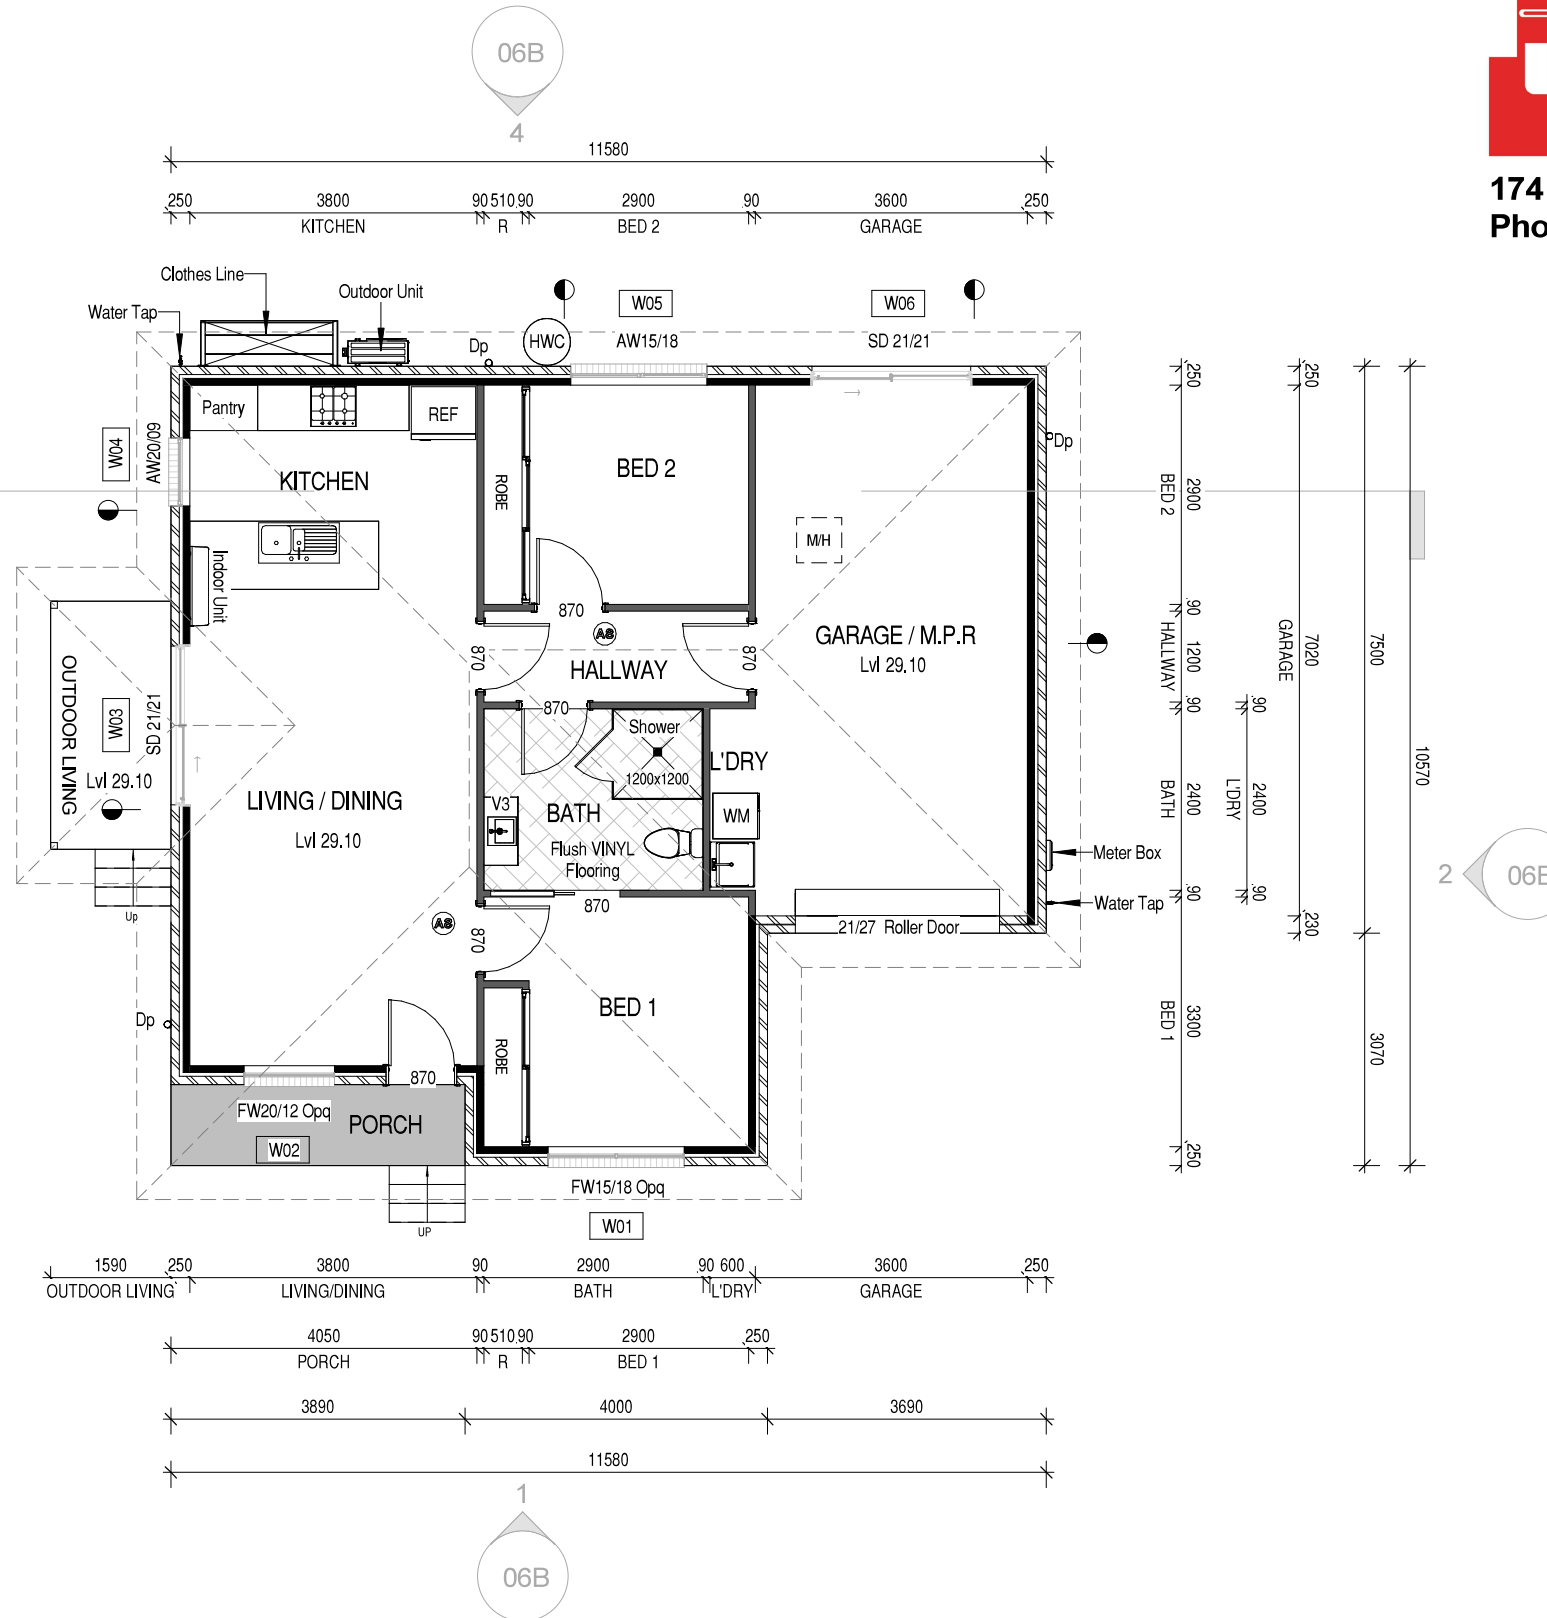 06B
4
174
Pho
11580
250 3800 90 510 90 2900 90 3600 250
KITCHEN R BED 2 GARAGE
Clothes Line
Water Tap
Outdoor Unit
Dp
HWC
W05
AW15/18
W06
SD 21/21
Pantry
REF
W04
AW20/09
KITCHEN
ROBE
BED 2
Dp
M/H
Indoor Unit
870
A8
870
870
HALLWAY
GARAGE / M.P.R
Lvl 29.10
OUTDOOR LIVING
W03
SD 21/21
Lvl 29.10
Up
870
Shower
1200x1200
L'DRY
WM
LIVING / DINING
Lvl 29.10
V3
BATH
Flush VINYL
Flooring
870
A8
870
21/27 Roller Door
Meter Box
Water Tap
Dp
BED 1
ROBE
870
FW20/12 Opq
PORCH
W02
UP
FW15/18 Opq
W01
250 2900 90 1200 90 2400 90 3300 250
BED 2 HALLWAY BATH BED 1
90 2400 90
L'DRY
250 7020 230
GARAGE
7500 3070
10570
2
06B
1590 250 3800 90 2900 90 600 3600 250
OUTDOOR LIVING LIVING/DINING BATH L'DRY GARAGE
4050 90 510 90 2900 250
PORCH R BED 1
3890 4000 3690
11580
1
06B